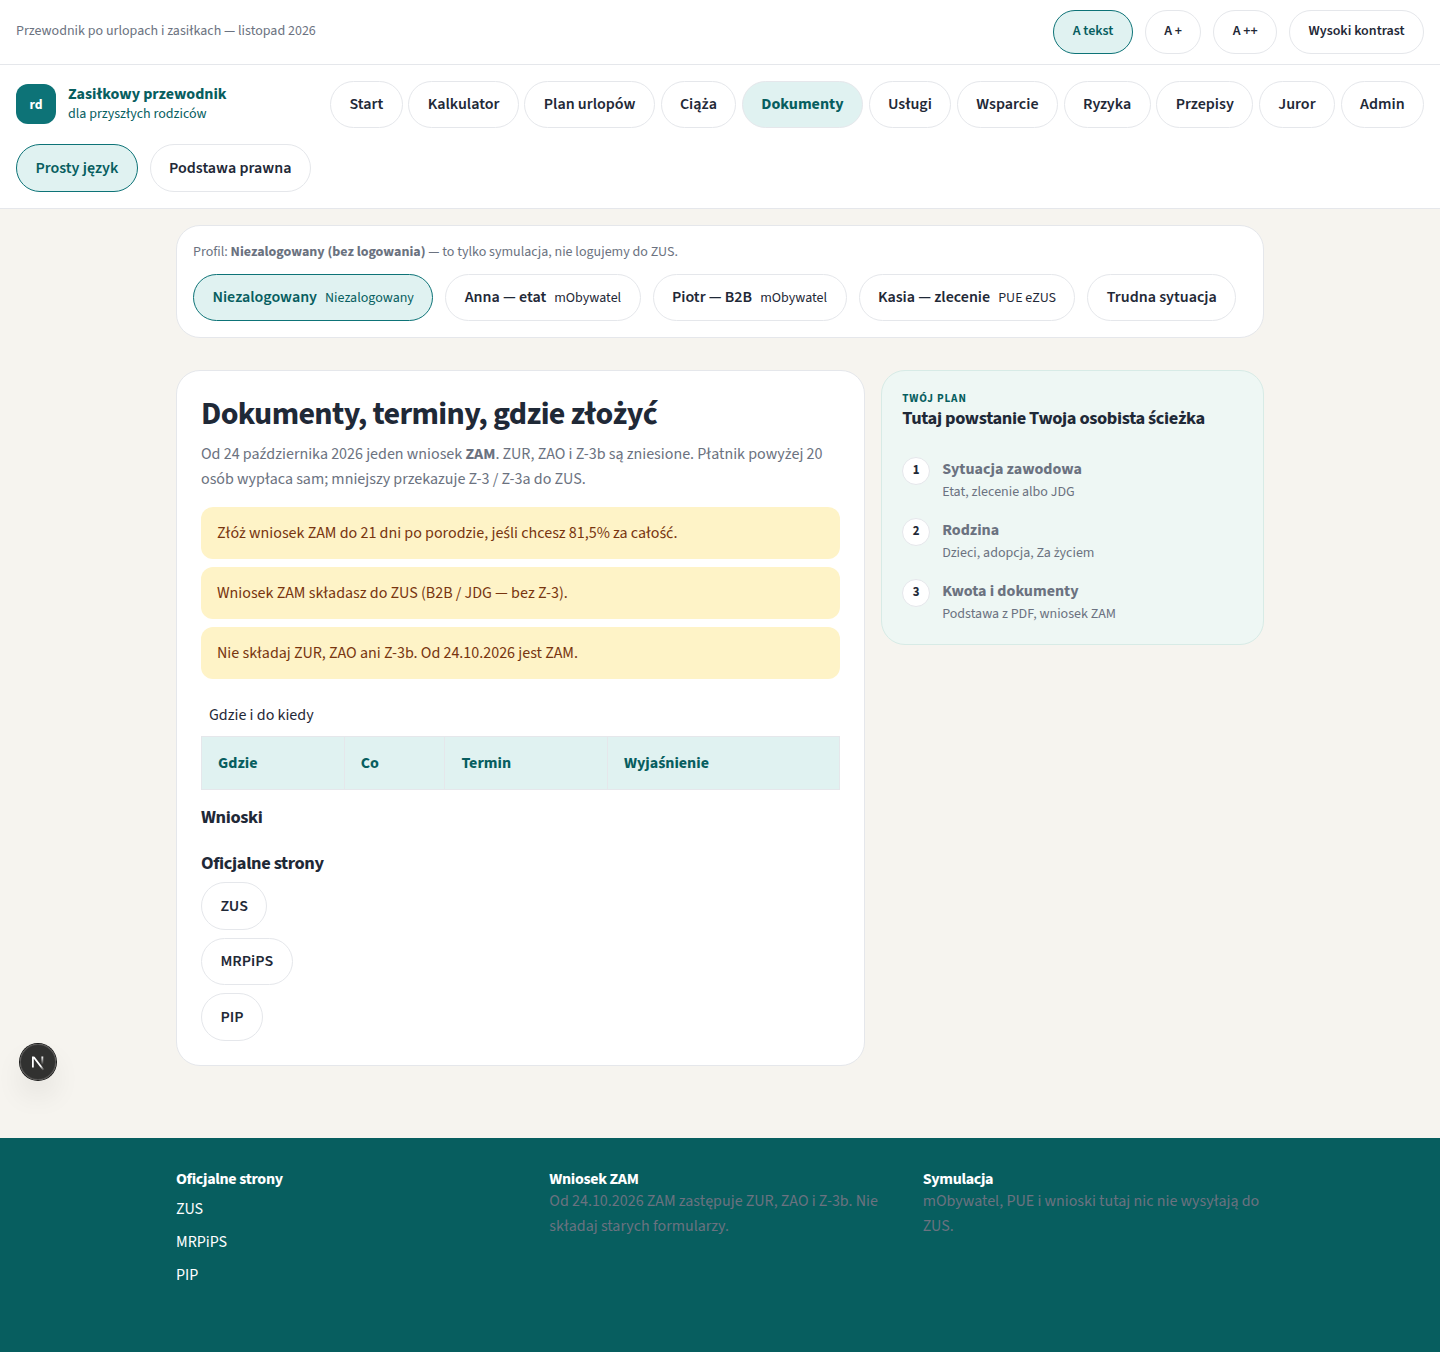 Przewodnik po urlopach i zasiłkach — listopad 2026
A tekst
A +
A ++
Wysoki kontrast
rd
Zasiłkowy przewodnik
dla przyszłych rodziców
Start
Kalkulator
Plan urlopów
Ciąża
Dokumenty
Usługi
Wsparcie
Ryzyka
Przepisy
Juror
Admin
Prosty język
Podstawa prawna
Profil: Niezalogowany (bez logowania) — to tylko symulacja, nie logujemy do ZUS.
Niezalogowany Niezalogowany
Anna — etat mObywatel
Piotr — B2B mObywatel
Kasia — zlecenie PUE eZUS
Trudna sytuacja
Dokumenty, terminy, gdzie złożyć
Od 24 października 2026 jeden wniosek ZAM. ZUR, ZAO i Z-3b są zniesione. Płatnik powyżej 20
osób wypłaca sam; mniejszy przekazuje Z-3 / Z-3a do ZUS.
Złóż wniosek ZAM do 21 dni po porodzie, jeśli chcesz 81,5% za całość.
Wniosek ZAM składasz do ZUS (B2B / JDG — bez Z-3).
Nie składaj ZUR, ZAO ani Z-3b. Od 24.10.2026 jest ZAM.
Gdzie i do kiedy
Gdzie
Co
Termin
Wyjaśnienie
Wnioski
Oficjalne strony
ZUS
MRPiPS
PIP
TWÓJ PLAN
Tutaj powstanie Twoja osobista ścieżka
1
Sytuacja zawodowa
Etat, zlecenie albo JDG
2
Rodzina
Dzieci, adopcja, Za życiem
3
Kwota i dokumenty
Podstawa z PDF, wniosek ZAM
N
Oficjalne strony
ZUS
MRPiPS
PIP
Wniosek ZAM
Od 24.10.2026 ZAM zastępuje ZUR, ZAO i Z-3b. Nie
składaj starych formularzy.
Symulacja
mObywatel, PUE i wnioski tutaj nic nie wysyłają do
ZUS.